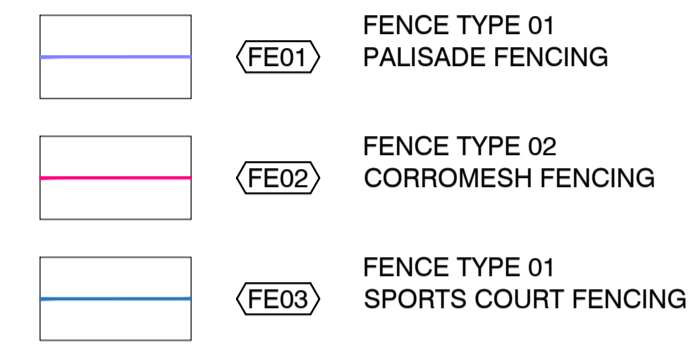 FE01
FENCE TYPE 01
PALISADE FENCING
FE02
FENCE TYPE 02
CORROMESH FENCING
FE03
FENCE TYPE 01
SPORTS COURT FENCING